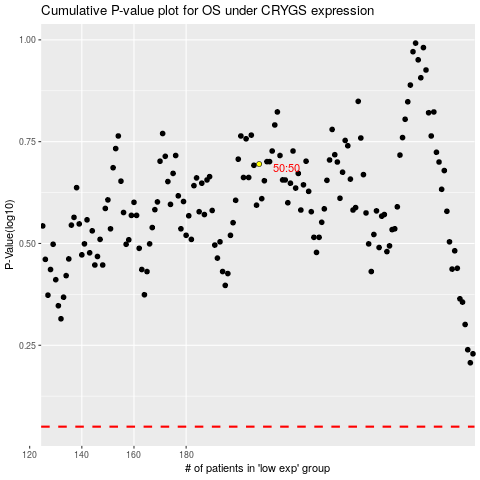 Cumulative P-value plot for OS under CRYGS expression
1.00
0.75
0.50
0.25
P-Value(log10)
50:50
120 140 160 180
# of patients in 'low exp' group